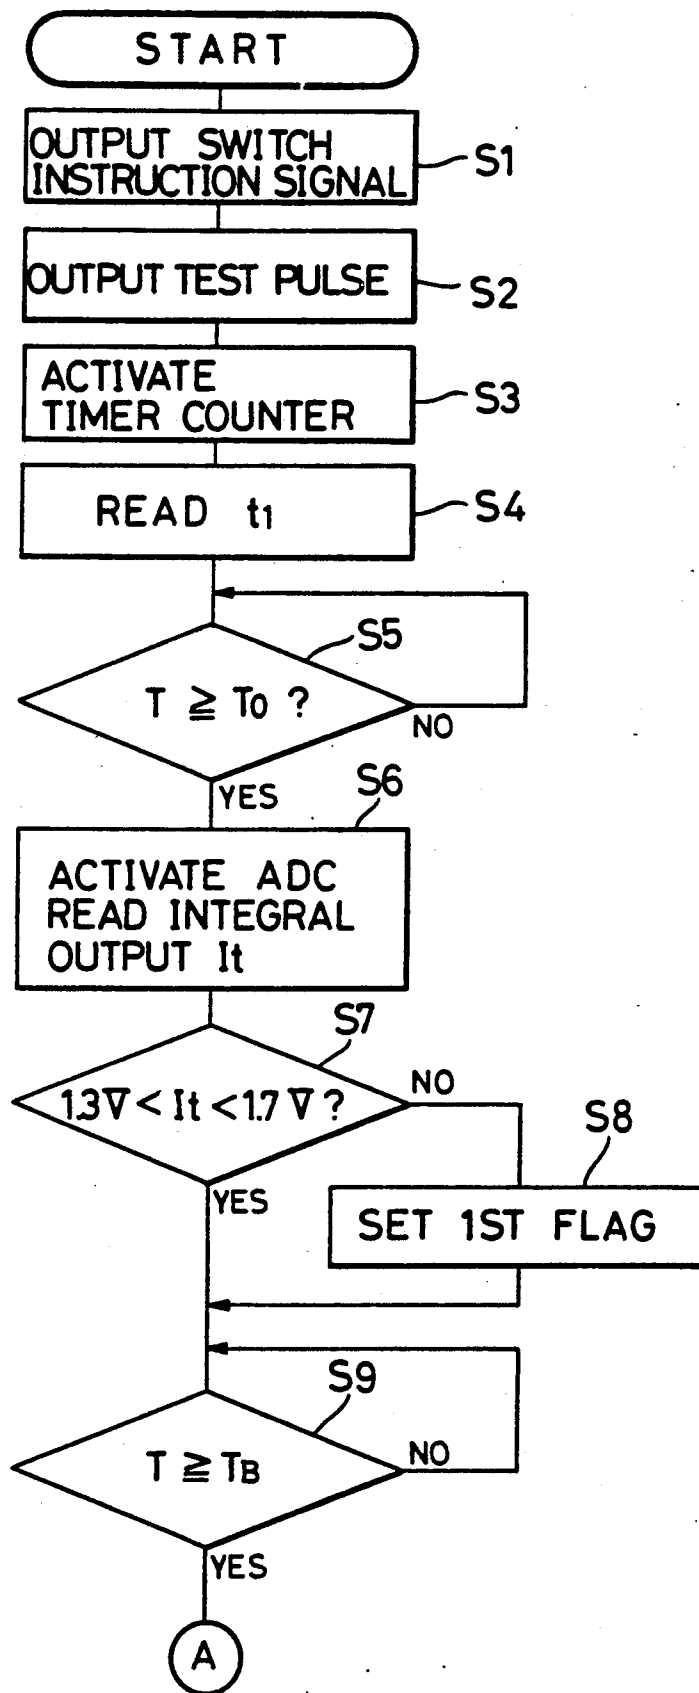 START
OUTPUT SWITCH
INSTRUCTION SIGNAL
S1
OUTPUT TEST PULSE
S2
ACTIVATE
TIMER COUNTER
S3
READ t1
S4
S5
T ≧ T0 ?
NO
YES
S6
ACTIVATE ADC
READ INTEGRAL
OUTPUT It
S7
1.3V < It < 1.7 V ?
NO
S8
YES
SET 1ST FLAG
S9
T ≧ TB
NO
YES
A